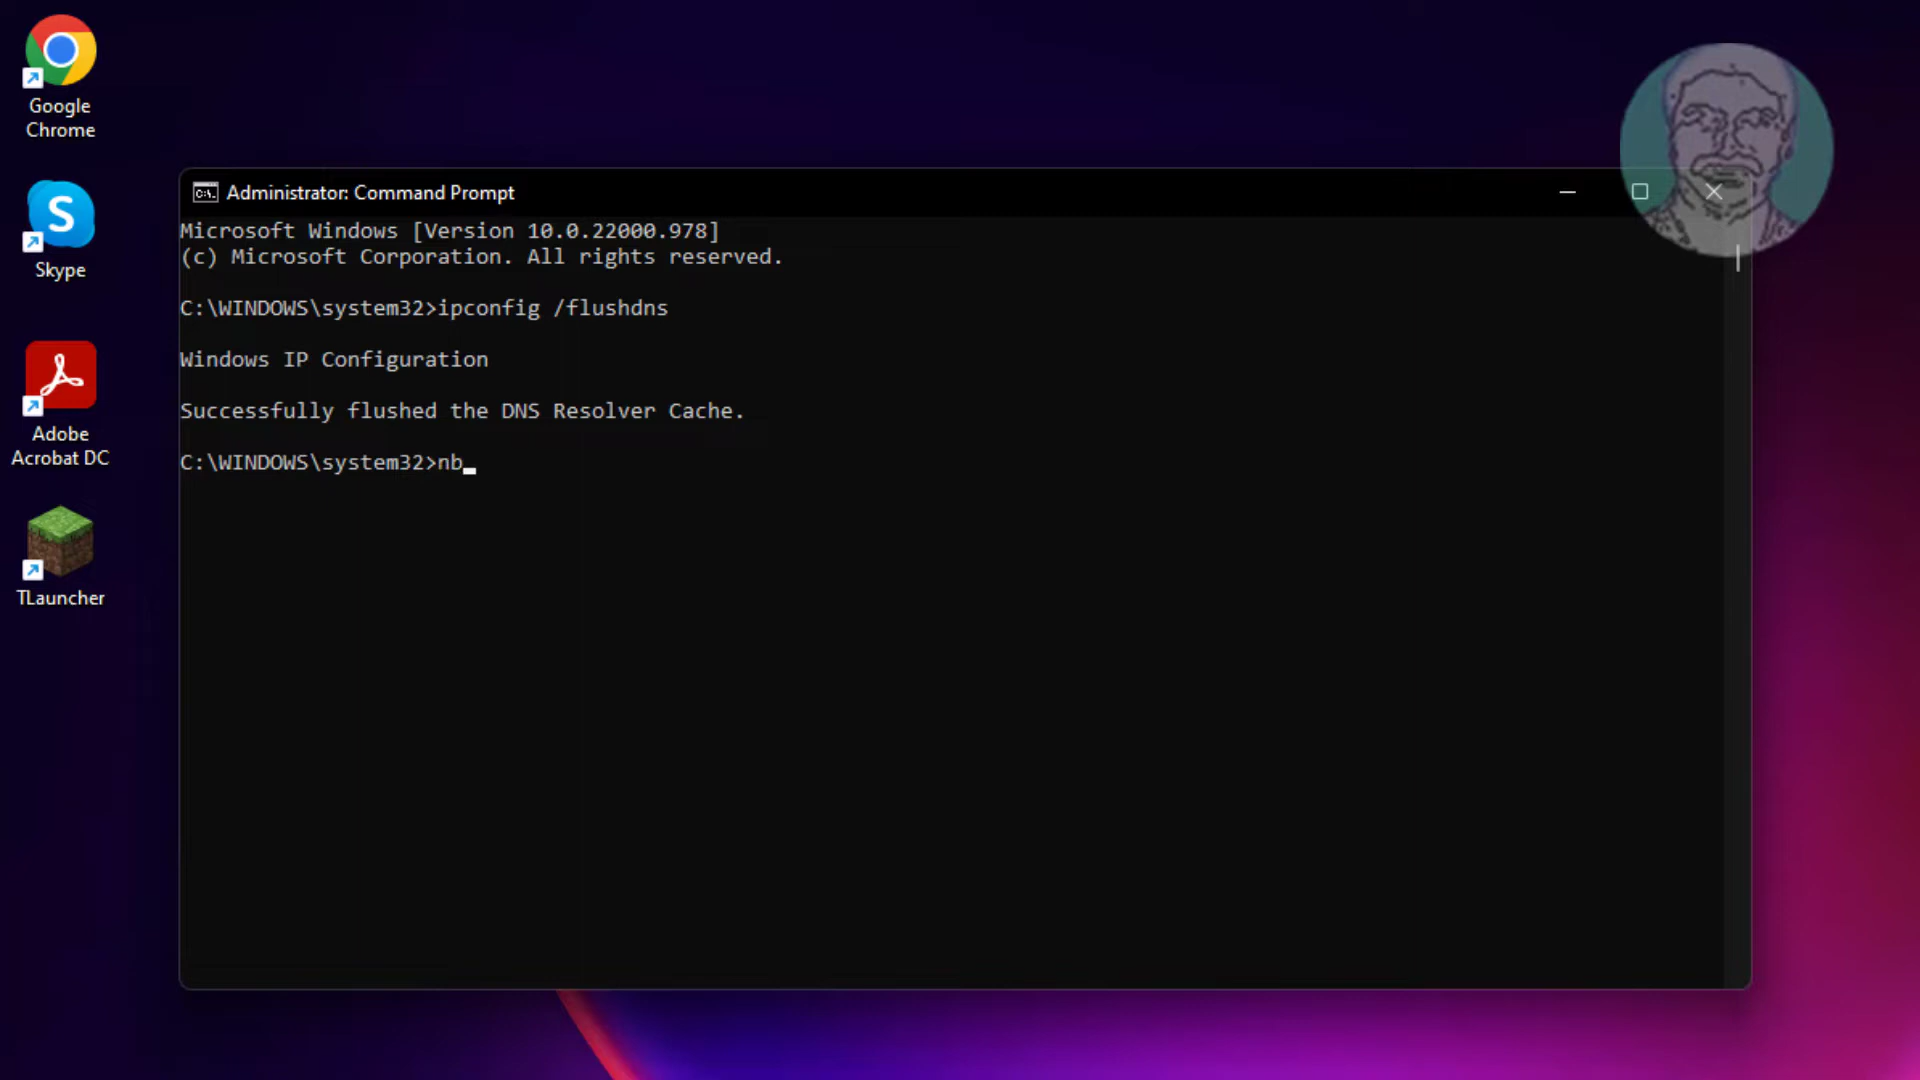 Google
Chrome
Skype
Adobe
Acrobat DC
TLauncher
Administrator: Command Prompt
Microsoft Windows [Version 10.0.22000.978]
(c) Microsoft Corporation. All rights reserved.
C:\WINDOWS\system32>ipconfig /flushdns
Windows IP Configuration
Successfully flushed the DNS Resolver Cache.
C:\WINDOWS\system32>nb_